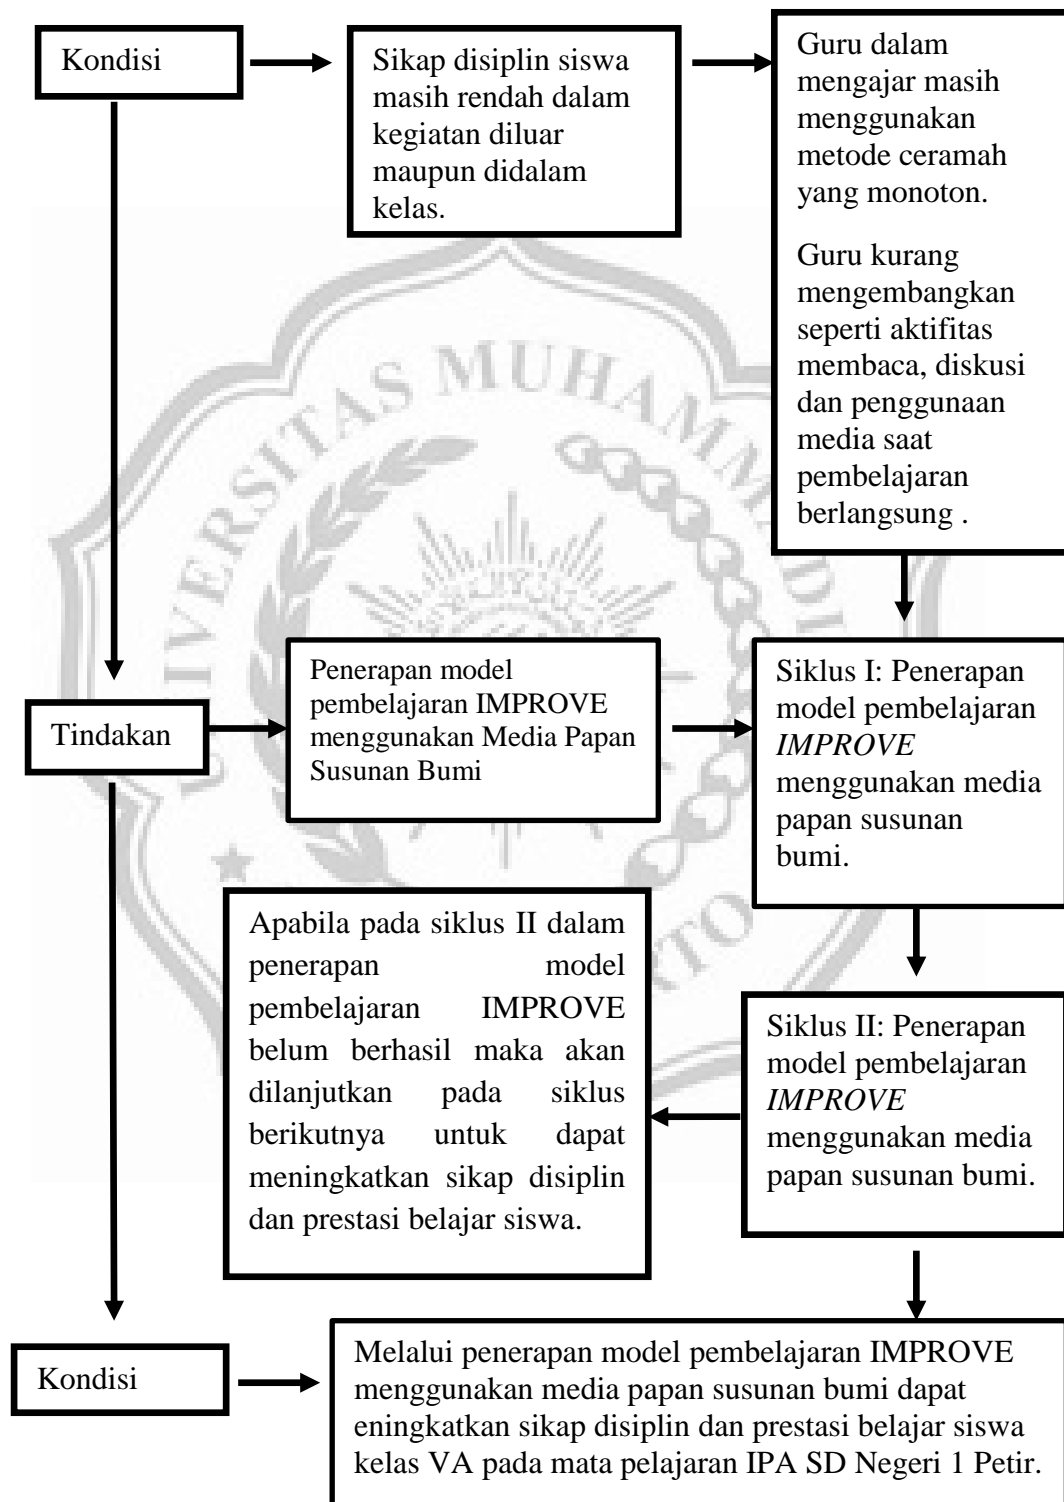 Kondisi
Sikap disiplin siswa
masih rendah dalam
kegiatan diluar
maupun didalam
kelas.
Guru dalam
mengajar masih
menggunakan
metode ceramah
yang monoton.
Guru kurang
mengembangkan
seperti aktifitas
membaca, diskusi
dan penggunaan
media saat
pembelajaran
berlangsung .
Tindakan
Penerapan model
pembelajaran IMPROVE
menggunakan Media Papan
Susunan Bumi
Siklus I: Penerapan
model pembelajaran
IMPROVE
menggunakan media
papan susunan
bumi.
Apabila pada siklus II dalam
penerapan model
pembelajaran IMPROVE
belum berhasil maka akan
dilanjutkan pada siklus
berikutnya untuk dapat
meningkatkan sikap disiplin
dan prestasi belajar siswa.
Siklus II: Penerapan
model pembelajaran
IMPROVE
menggunakan media
papan susunan bumi.
Kondisi
Melalui penerapan model pembelajaran IMPROVE
menggunakan media papan susunan bumi dapat
eningkatkan sikap disiplin dan prestasi belajar siswa
kelas VA pada mata pelajaran IPA SD Negeri 1 Petir.